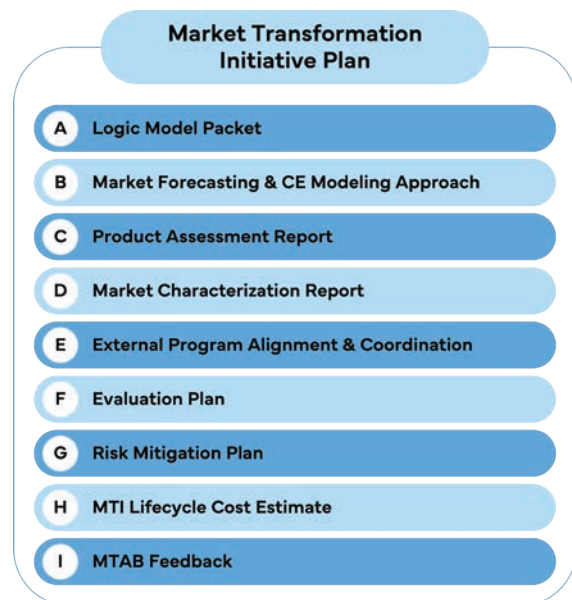 Market Transformation
Initiative Plan
A Logic Model Packet
B Market Forecasting & CE Modeling Approach
C Product Assessment Report
D Market Characterization Report
E External Program Alignment & Coordination
F Evaluation Plan
G Risk Mitigation Plan
H MTI Lifecycle Cost Estimate
I MTAB Feedback